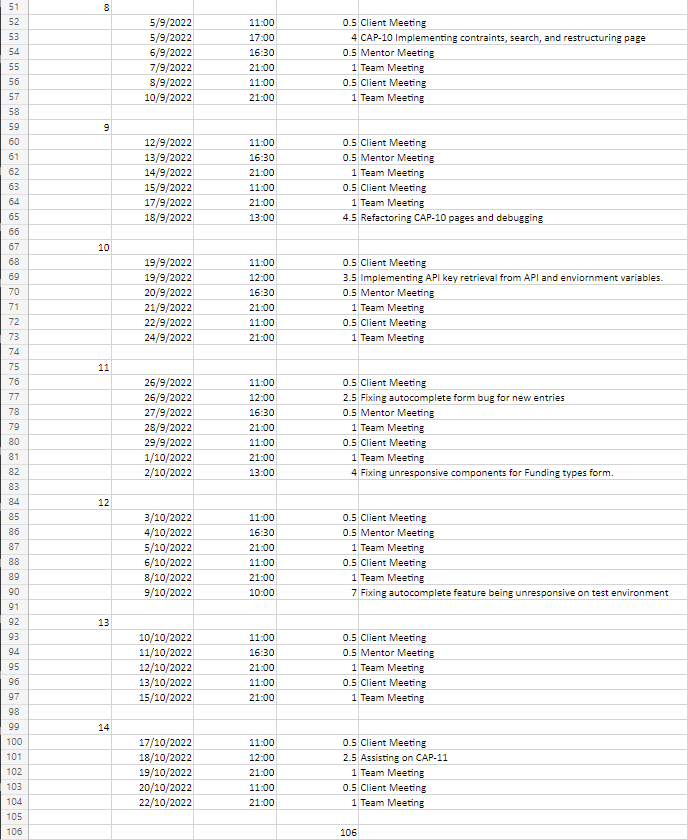 51 8
52 5/9/2022 11:00 0.5 Client Meeting
53 5/9/2022 17:00 4 CAP-10 Implementing contraints, search, and restructuring page
54 6/9/2022 16:30 0.5 Mentor Meeting
55 7/9/2022 21:00 1 Team Meeting
56 8/9/2022 11:00 0.5 Client Meeting
57 10/9/2022 21:00 1 Team Meeting
58
59 9
60 12/9/2022 11:00 0.5 Client Meeting
61 13/9/2022 16:30 0.5 Mentor Meeting
62 14/9/2022 21:00 1 Team Meeting
63 15/9/2022 11:00 0.5 Client Meeting
64 17/9/2022 21:00 1 Team Meeting
65 18/9/2022 13:00 4.5 Refactoring CAP-10 pages and debugging
66
67 10
68 19/9/2022 11:00 0.5 Client Meeting
69 19/9/2022 12:00 3.5 Implementing API key retrieval from API and enviornment variables.
70 20/9/2022 16:30 0.5 Mentor Meeting
71 21/9/2022 21:00 1 Team Meeting
72 22/9/2022 11:00 0.5 Client Meeting
73 24/9/2022 21:00 1 Team Meeting
74
75 11
76 26/9/2022 11:00 0.5 Client Meeting
77 26/9/2022 12:00 2.5 Fixing autocomplete form bug for new entries
78 27/9/2022 16:30 0.5 Mentor Meeting
79 28/9/2022 21:00 1 Team Meeting
80 29/9/2022 11:00 0.5 Client Meeting
81 1/10/2022 21:00 1 Team Meeting
82 2/10/2022 13:00 4 Fixing unresponsive components for Funding types form.
83
84 12
85 3/10/2022 11:00 0.5 Client Meeting
86 4/10/2022 16:30 0.5 Mentor Meeting
87 5/10/2022 21:00 1 Team Meeting
88 6/10/2022 11:00 0.5 Client Meeting
89 8/10/2022 21:00 1 Team Meeting
90 9/10/2022 10:00 7 Fixing autocomplete feature being unresponsive on test environment
91
92 13
93 10/10/2022 11:00 0.5 Client Meeting
94 11/10/2022 16:30 0.5 Mentor Meeting
95 12/10/2022 21:00 1 Team Meeting
96 13/10/2022 11:00 0.5 Client Meeting
97 15/10/2022 21:00 1 Team Meeting
98
99 14
100 17/10/2022 11:00 0.5 Client Meeting
101 18/10/2022 12:00 2.5 Assisting on CAP-11
102 19/10/2022 21:00 1 Team Meeting
103 20/10/2022 11:00 0.5 Client Meeting
104 22/10/2022 21:00 1 Team Meeting
105
106 106